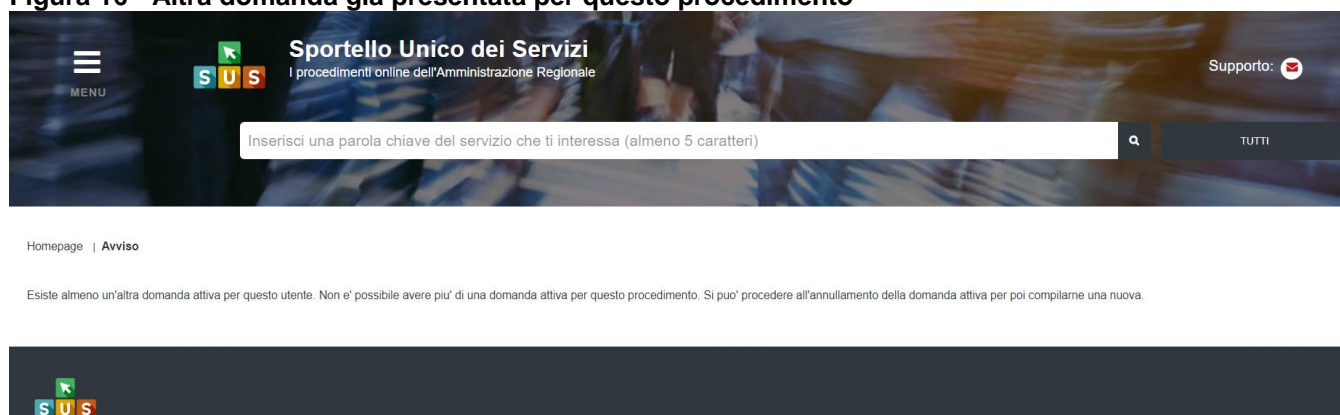 Figura 16 - Altra domanda già presentata per questo procedimento
MENU
SUS
Sportello Unico dei Servizi
I procedimenti online dell'Amministrazione Regionale
Supporto:
Inserisci una parola chiave del servizio che ti interessa (almeno 5 caratteri)
TUTTI
Homepage | Avviso
Esiste almeno un'altra domanda attiva per questo utente. Non e' possibile avere piu' di una domanda attiva per questo procedimento. Si puo' procedere all'annullamento della domanda attiva per poi compilarne una nuova.
SUS